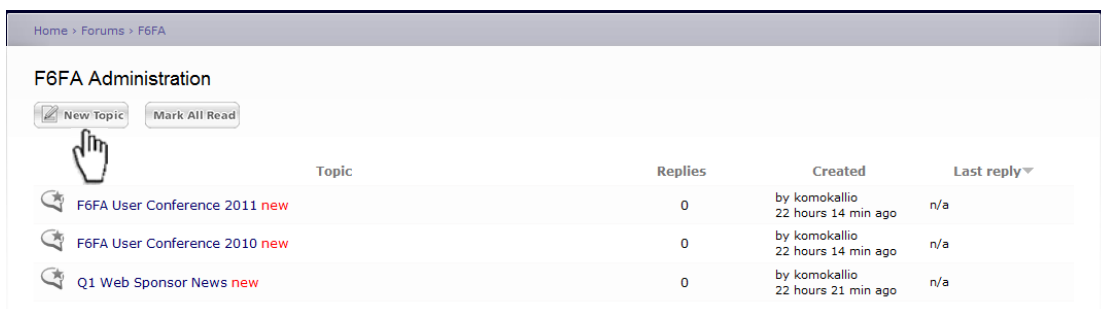 Home › Forums › F6FA
F6FA Administration
New Topic Mark All Read
Topic Replies Created Last reply
F6FA User Conference 2011 new 0 by komokallio n/a
22 hours 14 min ago
F6FA User Conference 2010 new 0 by komokallio n/a
22 hours 14 min ago
Q1 Web Sponsor News new 0 by komokallio n/a
22 hours 21 min ago